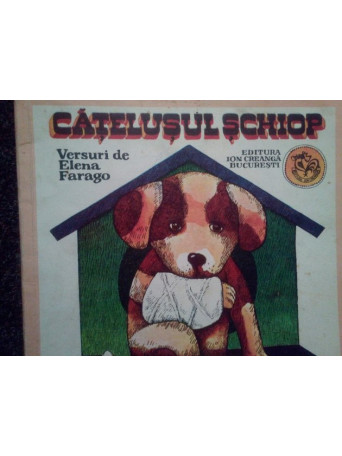 CĂȚELUȘUL ȘCHIOP
Versuri de
Elena
Farago
EDITURA
ION CREANGĂ
BUCUREȘTI